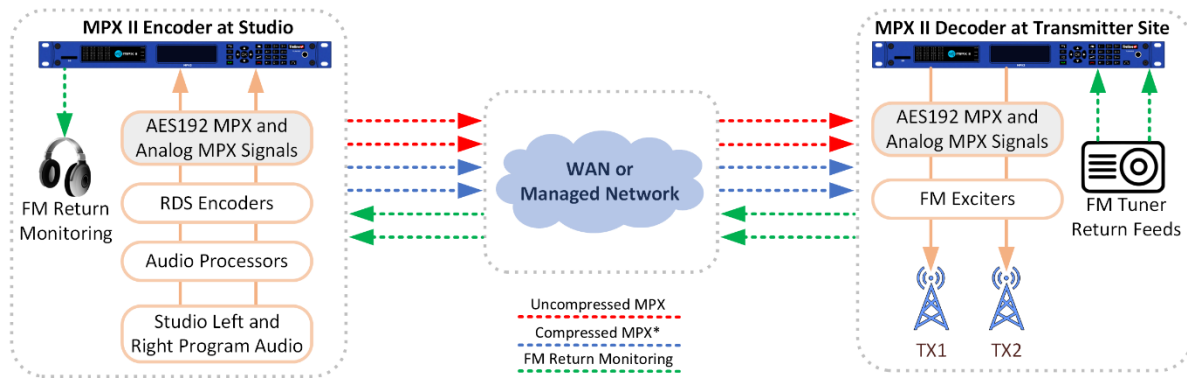 MPX II Encoder at Studio
AES192 MPX and
Analog MPX Signals
RDS Encoders
Audio Processors
Studio Left and
Right Program Audio
FM Return
Monitoring
WAN or
Managed Network
Uncompressed MPX
Compressed MPX*
FM Return Monitoring
MPX II Decoder at Transmitter Site
AES192 MPX and
Analog MPX Signals
FM Exciters
TX1
TX2
FM Tuner
Return Feeds